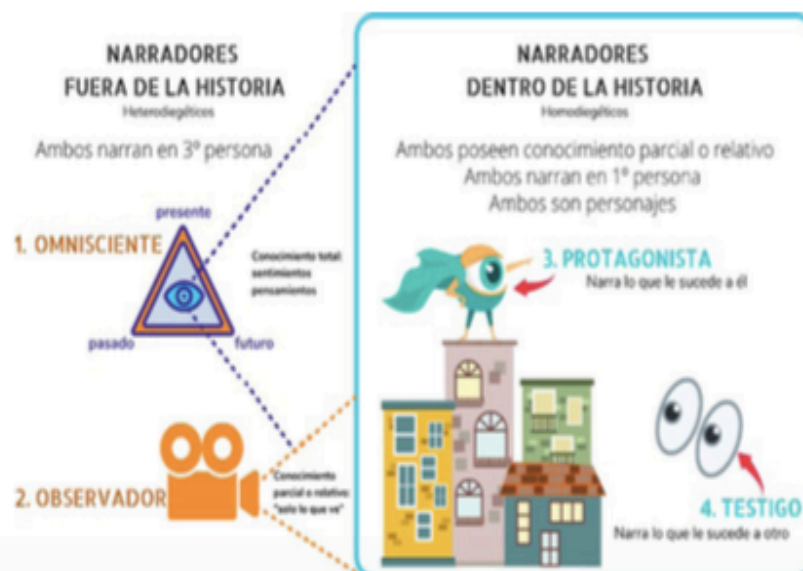 NARRADORES
FUERA DE LA HISTORIA
Heterodiegéticos
Ambos narran en 3º persona
presente
1. OMNISCIENTE
Conocimiento total:
sentimientos
pensamientos
pasado
futuro
2. OBSERVADOR
Conocimiento
parcial o relativo:
"solo lo que ve"
NARRADORES
DENTRO DE LA HISTORIA
Homodiegéticos
Ambos poseen conocimiento parcial o relativo
Ambos narran en 1º persona
Ambos son personajes
3. PROTAGONISTA
Narra lo que le sucede a él
4. TESTIGO
Narra lo que le sucede a otro